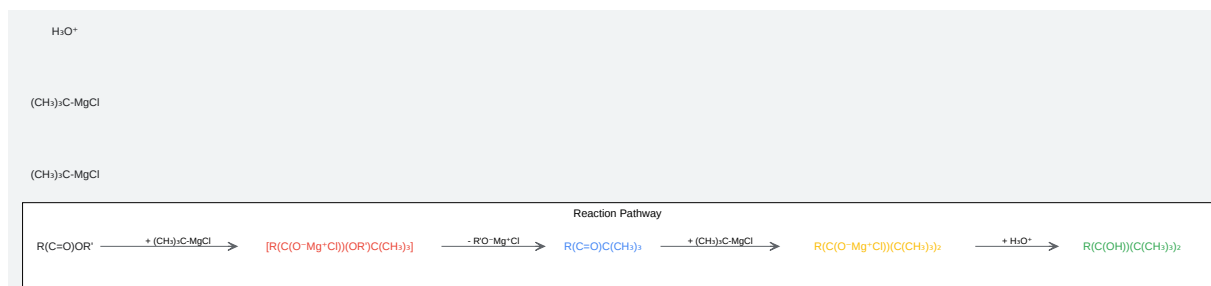 H₃O⁺
(CH₃)₃C-MgCl
(CH₃)₃C-MgCl
Reaction Pathway
R(C=O)OR' + (CH₃)₃C-MgCl [R(C(O⁻Mg⁺Cl))(OR')C(CH₃)₃] - R'O⁻Mg⁺Cl R(C=O)C(CH₃)₃ + (CH₃)₃C-MgCl R(C(O⁻Mg⁺Cl))(C(CH₃)₃)₂ + H₃O⁺ R(C(OH))(C(CH₃)₃)₂